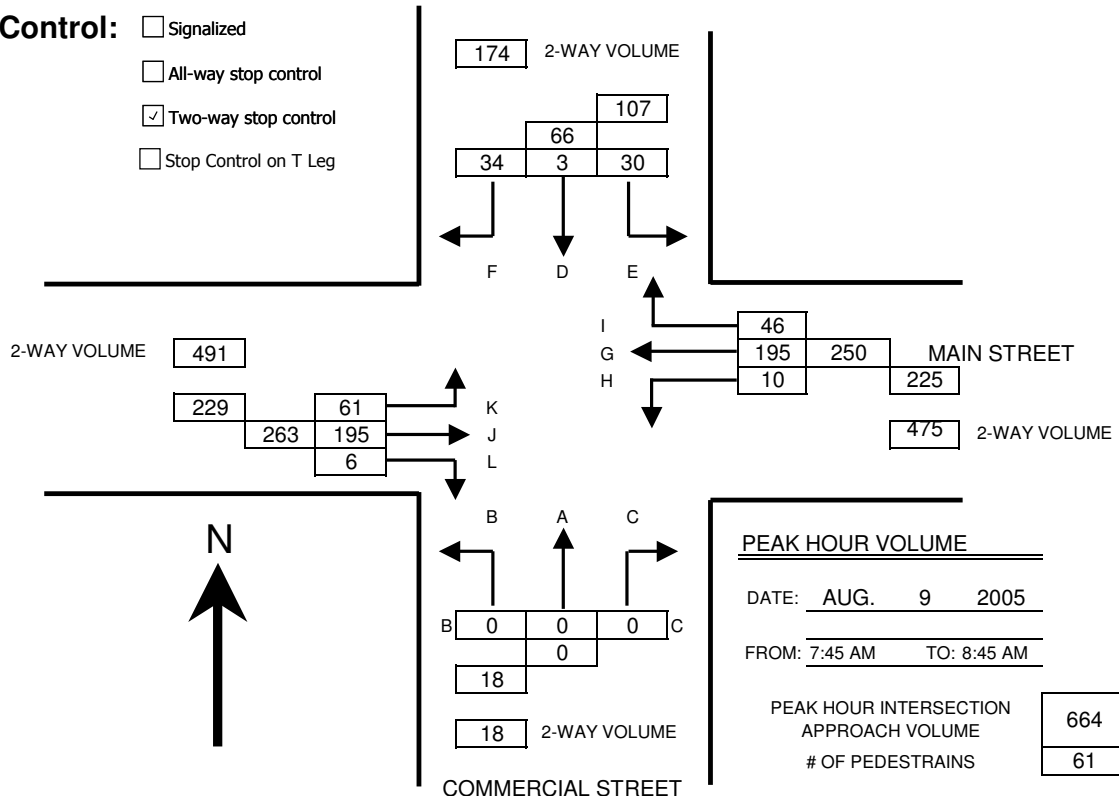 Control:
Signalized
All-way stop control
✓ Two-way stop control
Stop Control on T Leg
174 2-WAY VOLUME
107
66
34 3 30
F D E
2-WAY VOLUME 491
229 61 K
263 195 J
6 L
I 46
G 195 250 MAIN STREET
H 10 225
475 2-WAY VOLUME
N
B A C
B 0 0 0 C
0
18
18 2-WAY VOLUME
COMMERCIAL STREET
PEAK HOUR VOLUME
DATE: AUG. 9 2005
FROM: 7:45 AM TO: 8:45 AM
PEAK HOUR INTERSECTION
APPROACH VOLUME 664
# OF PEDESTRAINS 61